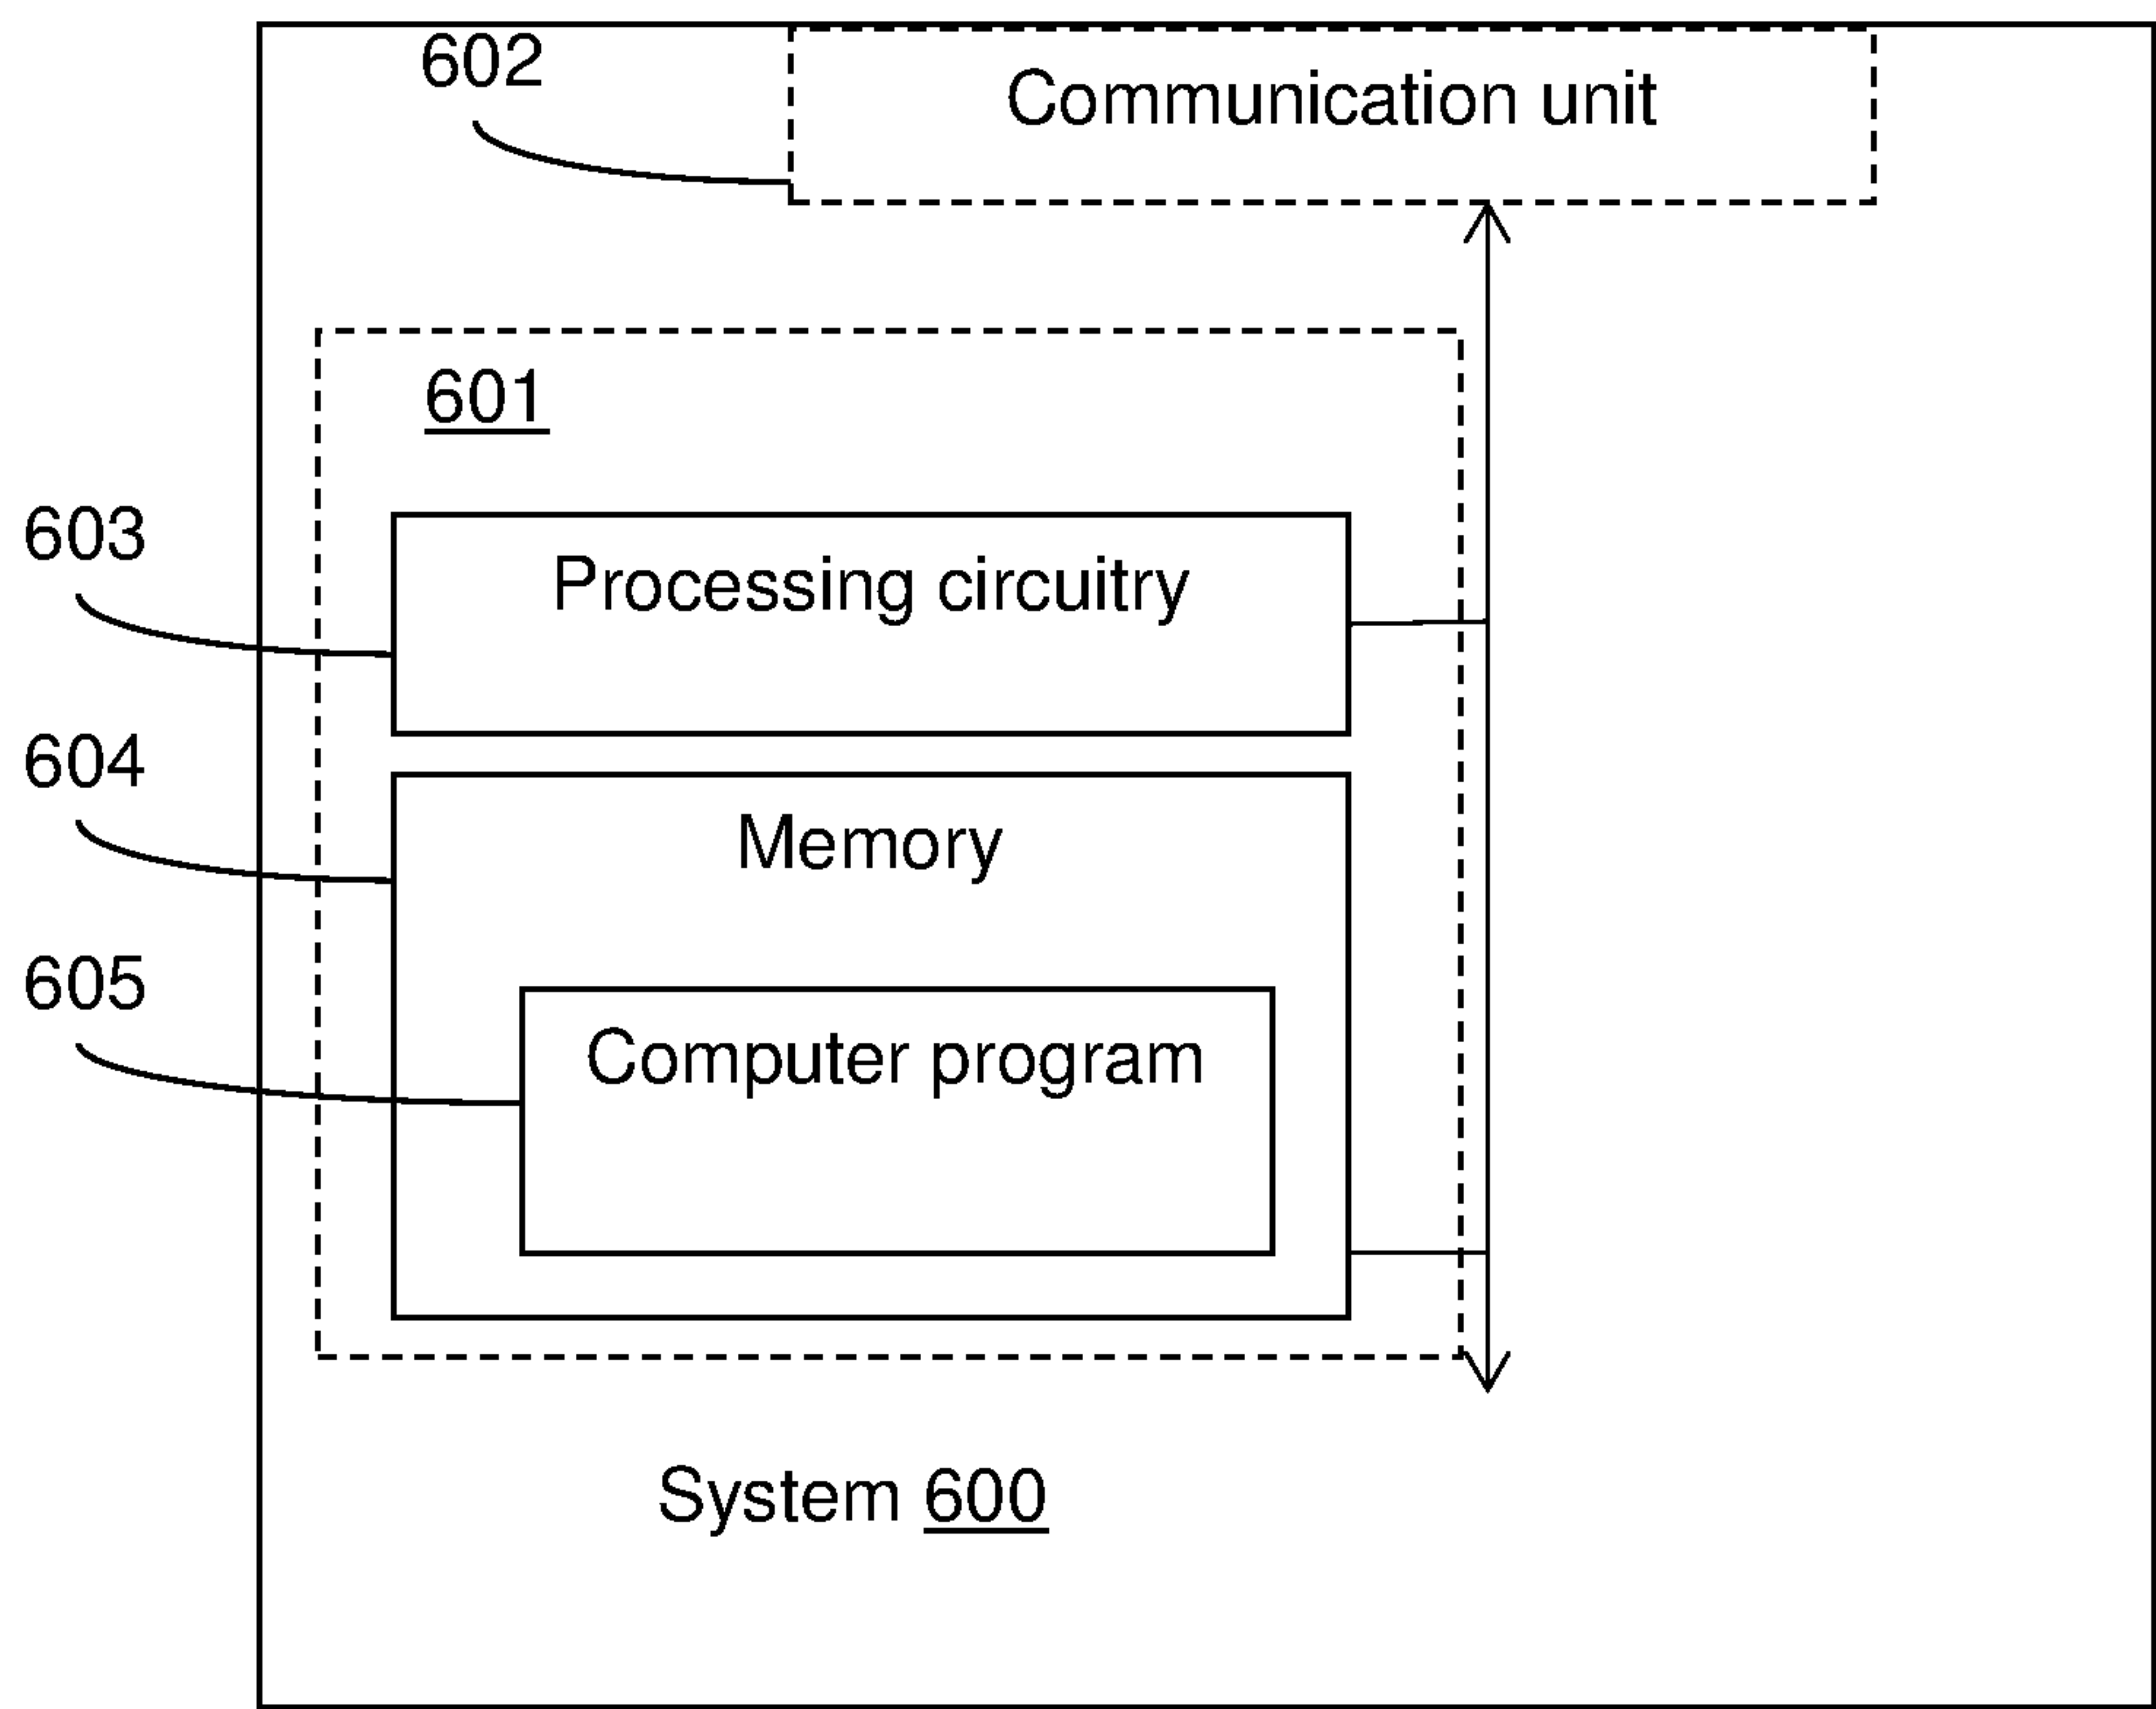 602
Communication unit
601
603
Processing circuitry
604
Memory
605
Computer program
System 600